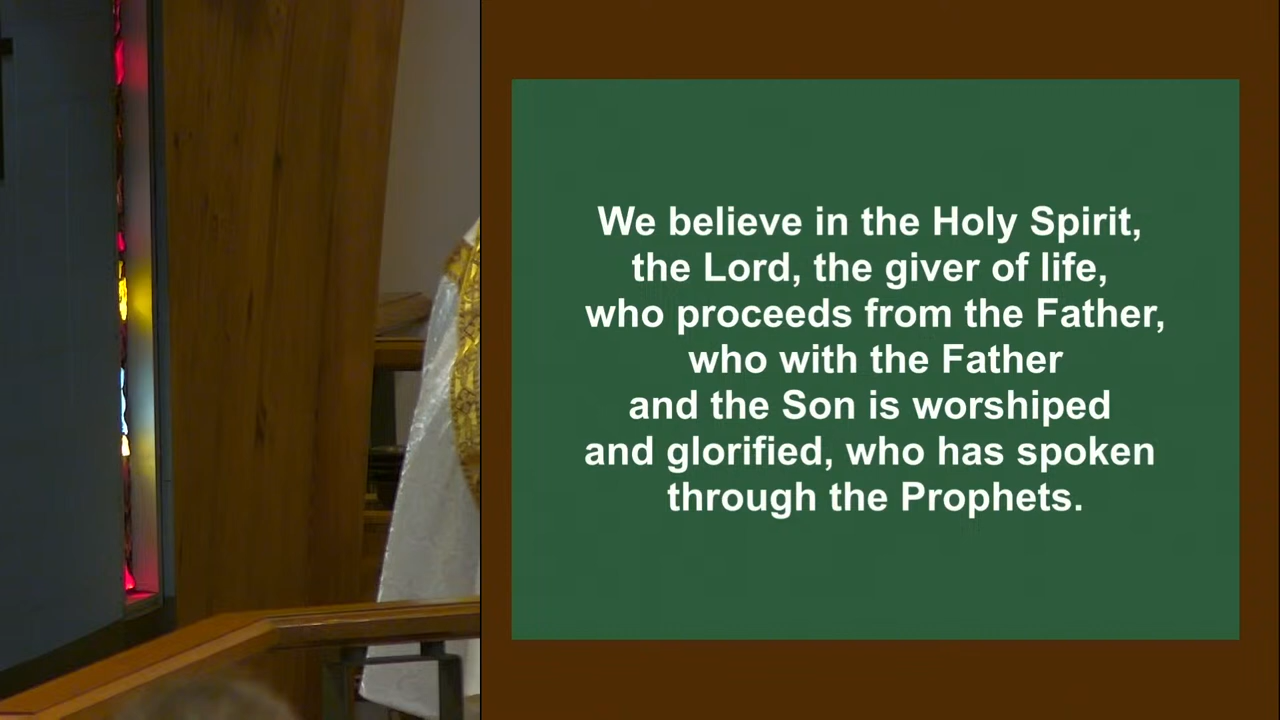 We believe in the Holy Spirit,
the Lord, the giver of life,
who proceeds from the Father,
who with the Father
and the Son is worshiped
and glorified, who has spoken
through the Prophets.